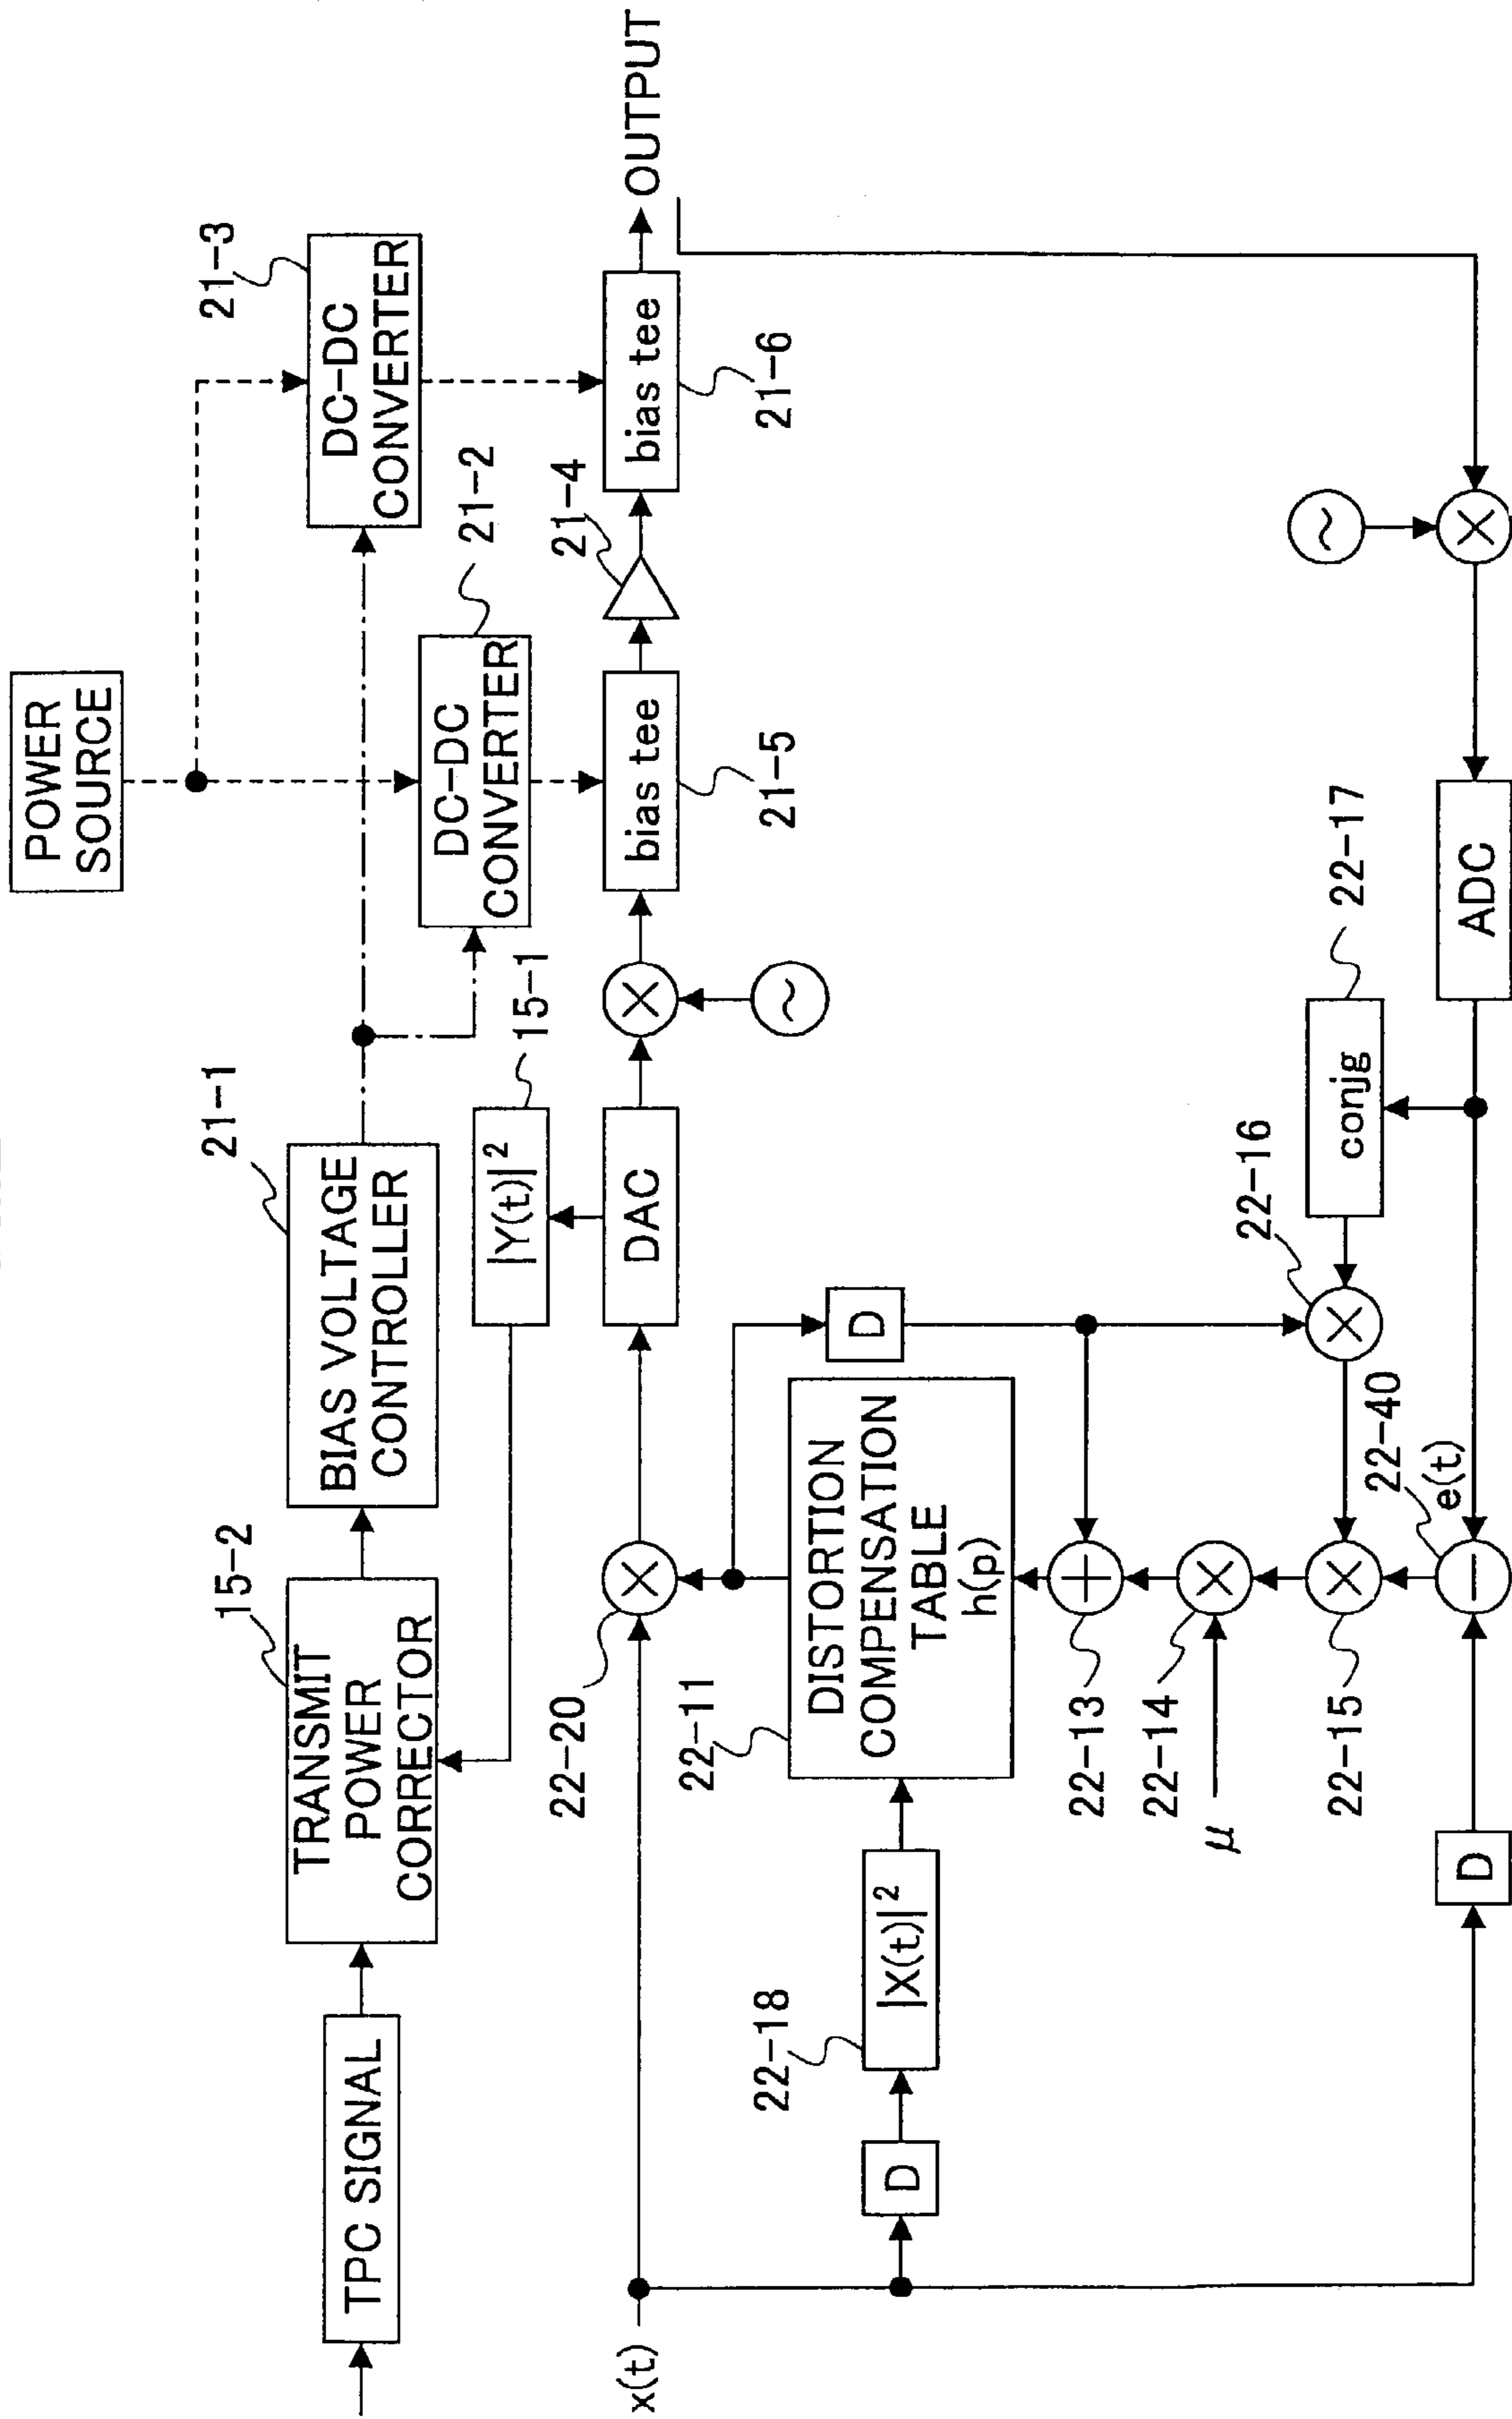 POWER
SOURCE
21-3
DC-DC
CONVERTER
21-2
DC-DC
CONVERTER
21-1
BIAS VOLTAGE
CONTROLLER
15-2
TRANSMIT
POWER
CORRECTOR
TPC SIGNAL
15-1
|Y(t)|²
x(t)
22-20
DAC
~
bias tee
21-5
21-4
bias tee
21-6
OUTPUT
D
22-18
|X(t)|²
22-11
DISTORTION
COMPENSATION
TABLE
h(p)
D
22-13
22-14
μ
22-15
22-16
conjg
22-17
22-40
e(t)
D
ADC
~